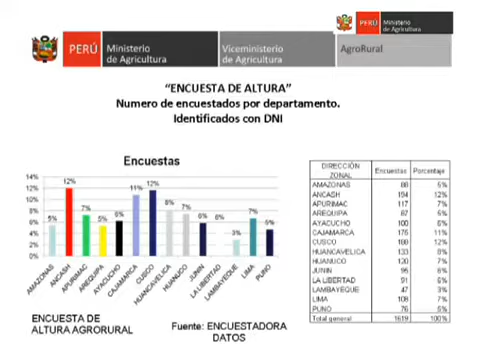 PERÚ Ministerio
PERÚ Ministerio de Agricultura
Viceministerio de Agricultura
AgroRural
“ENCUESTA DE ALTURA”
Numero de encuestados por departamento.
Identificados con DNI
Encuestas
14%
12%
10%
8%
6%
4%
2%
0%
5% 12% 7% 5% 6% 11% 12% 8% 7% 6% 6% 3% 7% 5%
AMAZONAS ANCASH APURIMAC AREQUIPA AYACUCHO CAJAMARCA CUSCO HUANCAVELICA HUANUCO JUNIN LA LIBERTAD LAMBAYEQUE LIMA PUNO
ENCUESTA DE
ALTURA AGRORURAL
Fuente: ENCUESTADORA
DATOS
DIRECCIÓN ZONAL Encuestas Porcentaje
AMAZONAS 88 5%
ANCASH 194 12%
APURIMAC 117 7%
AREQUIPA 87 5%
AYACUCHO 100 6%
CAJAMARCA 175 11%
CUSCO 188 12%
HUANCAVELICA 133 8%
HUANUCO 120 7%
JUNIN 95 6%
LA LIBERTAD 91 6%
LAMBAYEQUE 47 3%
LIMA 108 7%
PUNO 76 5%
Total general 1619 100%